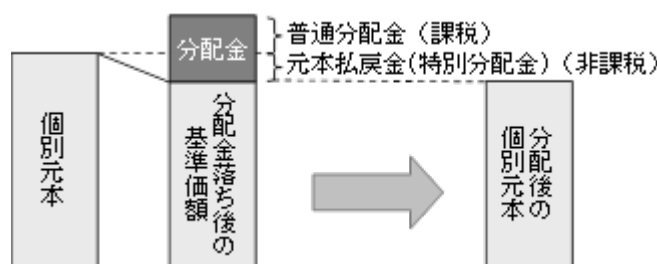 分配金
普通分配金（課税）
元本払戻金(特別分配金)（非課税）
個別元本
分配金落ち後の
基準価額
分配後の
個別元本